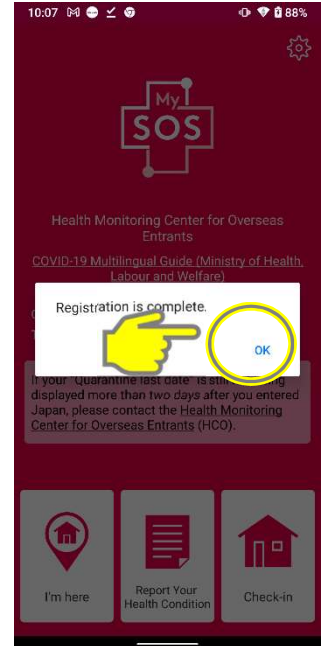 10:07
88%
My
SOS
Health Monitoring Center for Overseas
Entrants
COVID-19 Multilingual Guide (Ministry of Health,
Labour and Welfare)
Registration is complete.
OK
If your "Quarantine last date" is still
displayed more than two days after you entered
Japan, please contact the Health Monitoring
Center for Overseas Entrants (HCO).
I'm here
Report Your
Health Condition
Check-in